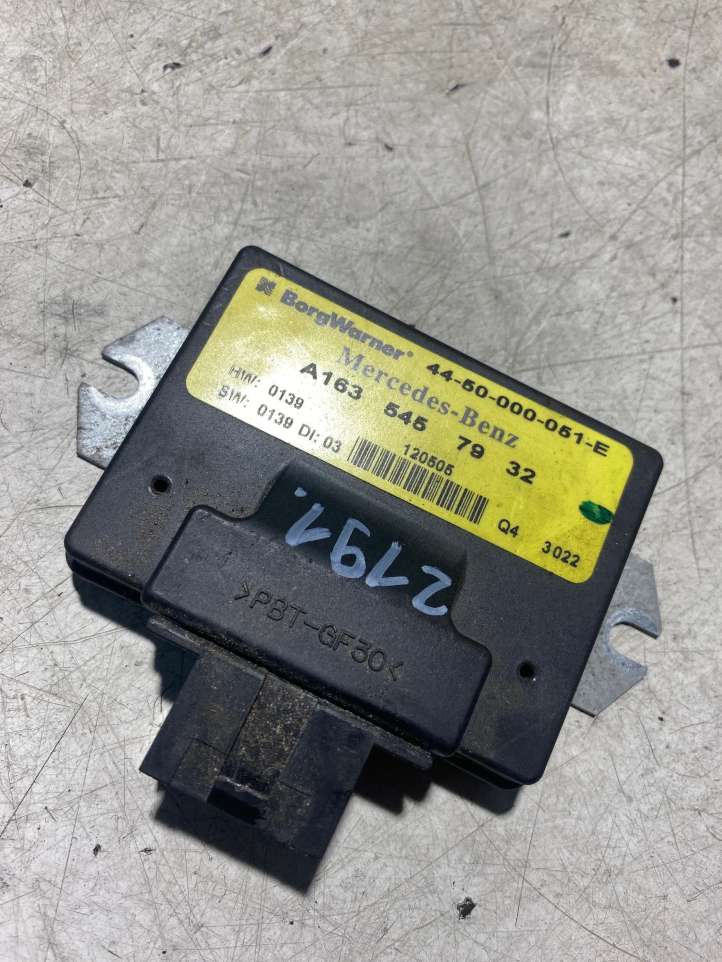 BorgWarner® 44-50-000-051-E
Mercedes-Benz
A163 545 79 32
HW: 0139
SW: 0139 DI: 03
120505
Q4 3022
2191.
>PBT-GF30<